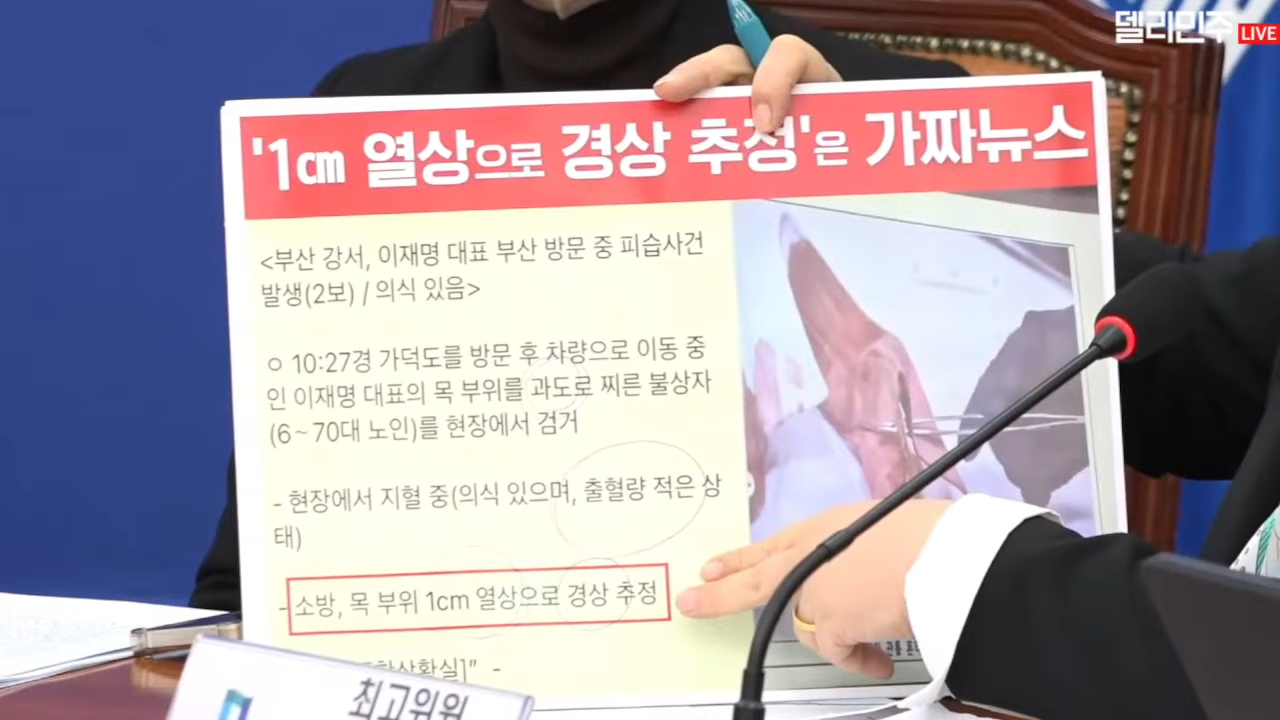 델리민주 LIVE
'1㎝ 열상으로 경상 추정'은 가짜뉴스
<부산 강서, 이재명 대표 부산 방문 중 피습사건
발생(2보) / 의식 있음>
○ 10:27경 가덕도를 방문 후 차량으로 이동 중
인 이재명 대표의 목 부위를 과도로 찌른 불상자
(6~70대 노인)를 현장에서 검거
- 현장에서 지혈 중(의식 있으며, 출혈량 적은 상
태)
- 소방, 목 부위 1cm 열상으로 경상 추정
상황실]" -
최고위원